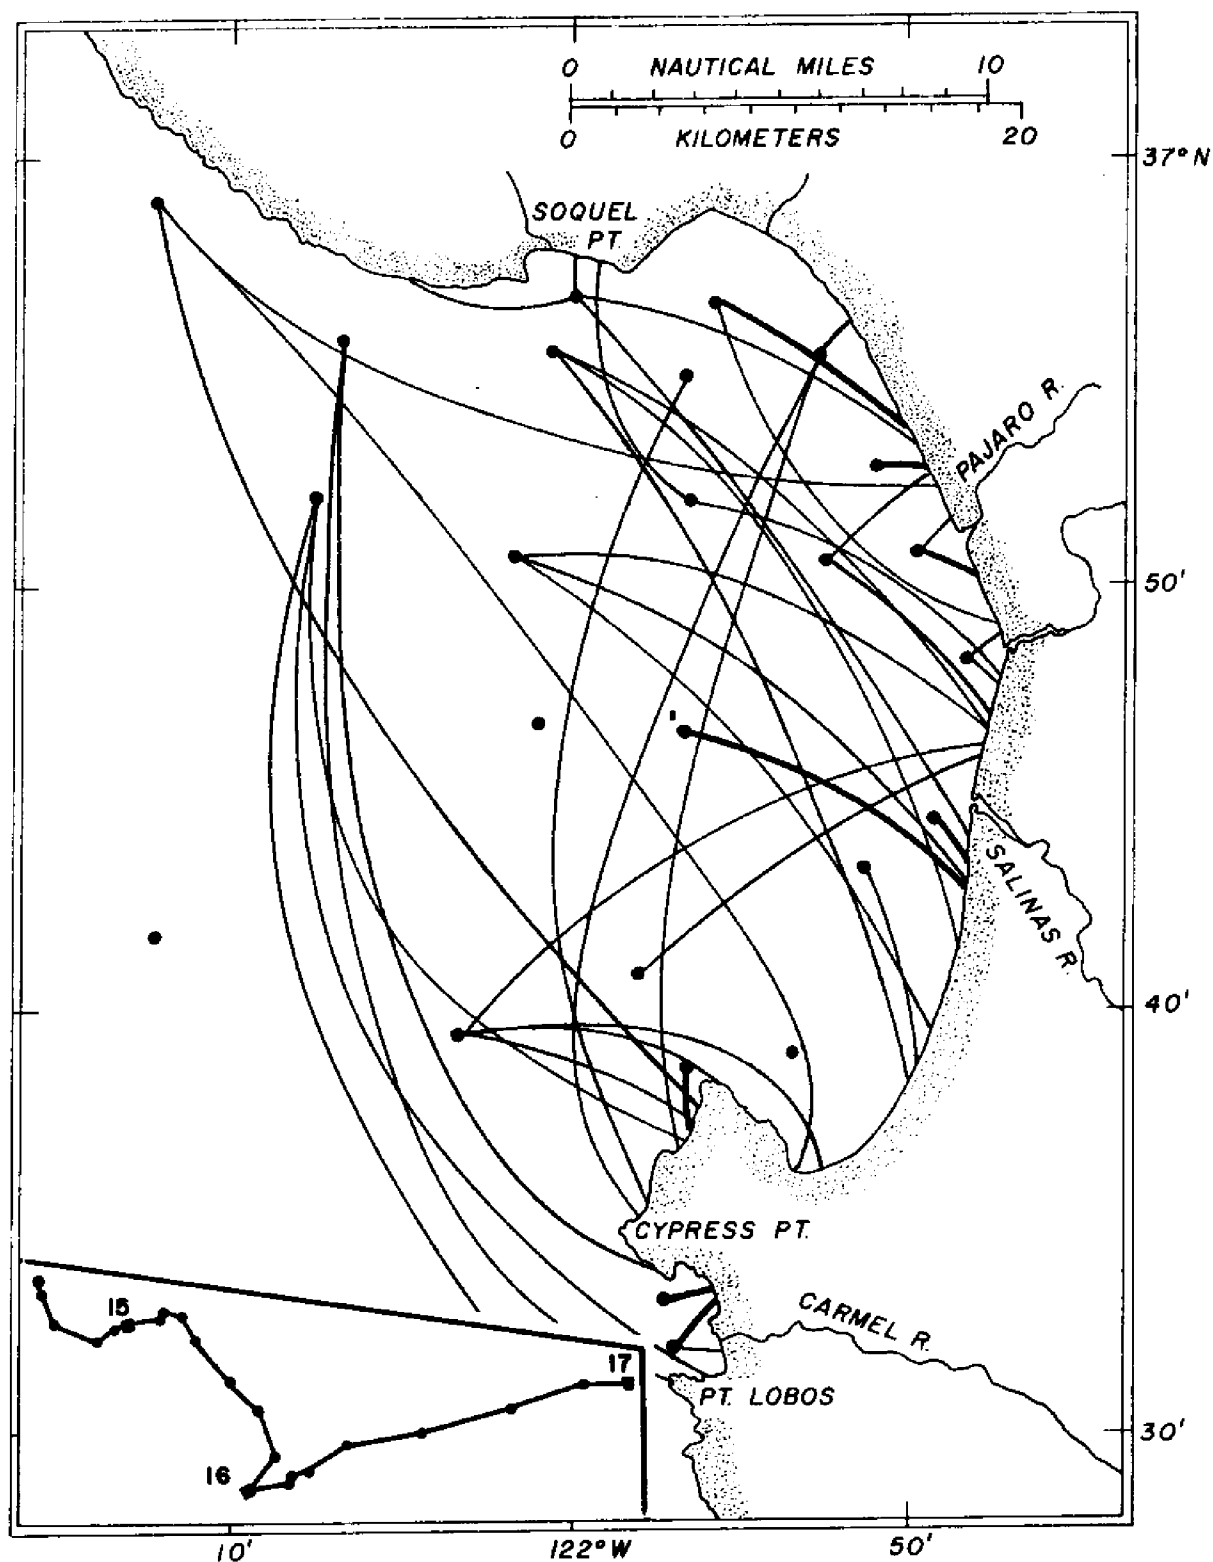 0 NAUTICAL MILES 10
0 KILOMETERS 20
37° N
SOQUEL
PT.
PAJARO R.
50'
SALINAS R.
40'
CYPRESS PT.
CARMEL R.
15
17
PT. LOBOS
30'
16
10' 122° W 50'